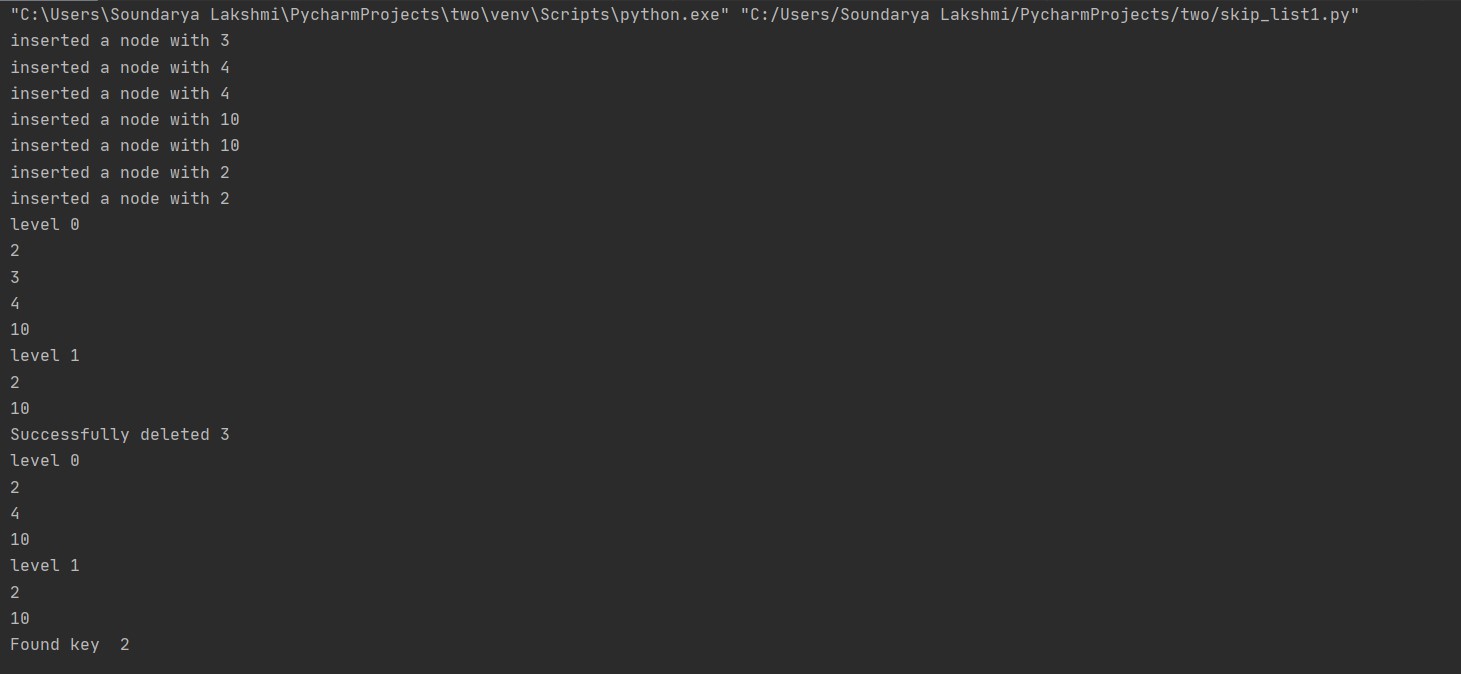 "C:\Users\Soundarya Lakshmi\PycharmProjects\two\venv\Scripts\python.exe" "C:/Users/Soundarya Lakshmi/PycharmProjects/two/skip_list1.py"
inserted a node with 3
inserted a node with 4
inserted a node with 4
inserted a node with 10
inserted a node with 10
inserted a node with 2
inserted a node with 2
level 0
2
3
4
10
level 1
2
10
Successfully deleted 3
level 0
2
4
10
level 1
2
10
Found key  2